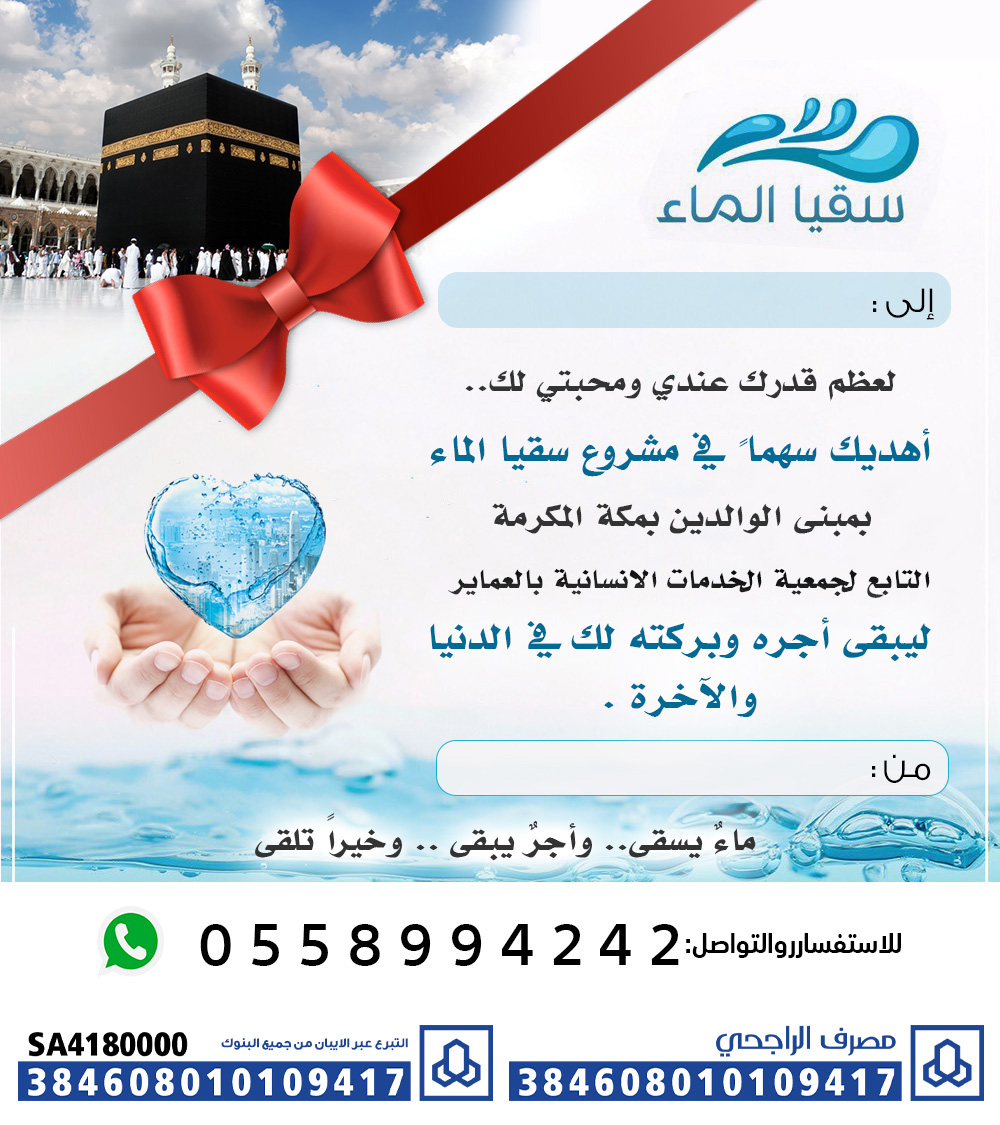 سقيا الماء
إلى :
لعظم قدرك عندي ومحبتي لك..
أهديك سهماً في مشروع سقيا الماء
بمبنى الوالدين بمكة المكرمة
التابع لجمعية الخدمات الانسانية بالعماير
ليبقى أجره وبركته لك في الدنيا
والآخرة .
من :
ماءٌ يسقى.. وأجرٌ يبقى .. وخيراً تلقى
للاستفسارروالتواصل: 0558994242
مصرف الراجحي
384608010109417
التبرع عبر الايبان من جميع البنوك SA4180000
384608010109417